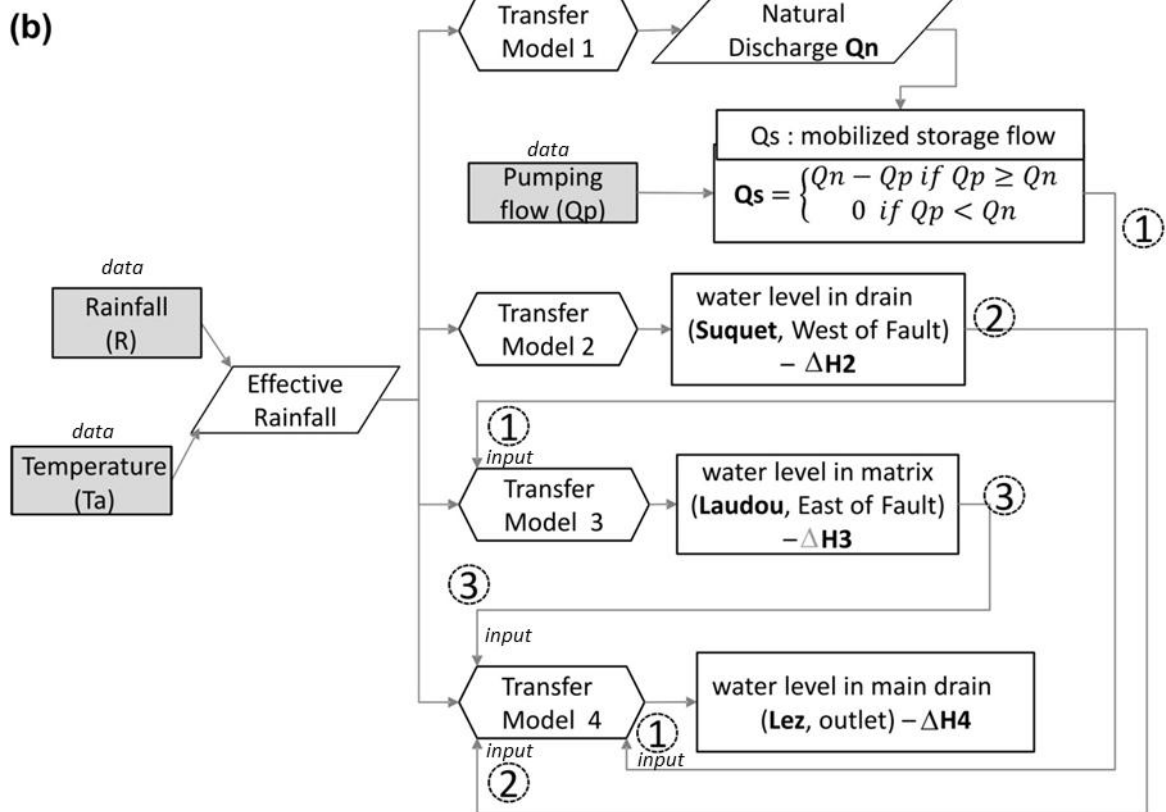 (b)
Transfer
Model 1
Natural
Discharge Qn
Qs : mobilized storage flow
Qs = { Qn − Qp if Qp ≥ Qn
0 if Qp < Qn
data
Pumping
flow (Qp)
①
data
Rainfall
(R)
data
Temperature
(Ta)
Effective
Rainfall
Transfer
Model 2
water level in drain
(Suquet, West of Fault)
– ΔH2
②
①
input
Transfer
Model 3
water level in matrix
(Laudou, East of Fault)
– ΔH3
③
③
input
Transfer
Model 4
water level in main drain
(Lez, outlet) – ΔH4
①
input
input
②